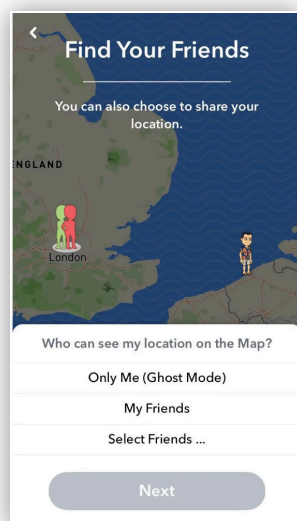 Find Your Friends
You can also choose to share your
location.
NGLAND
London
Who can see my location on the Map?
Only Me (Ghost Mode)
My Friends
Select Friends ...
Next